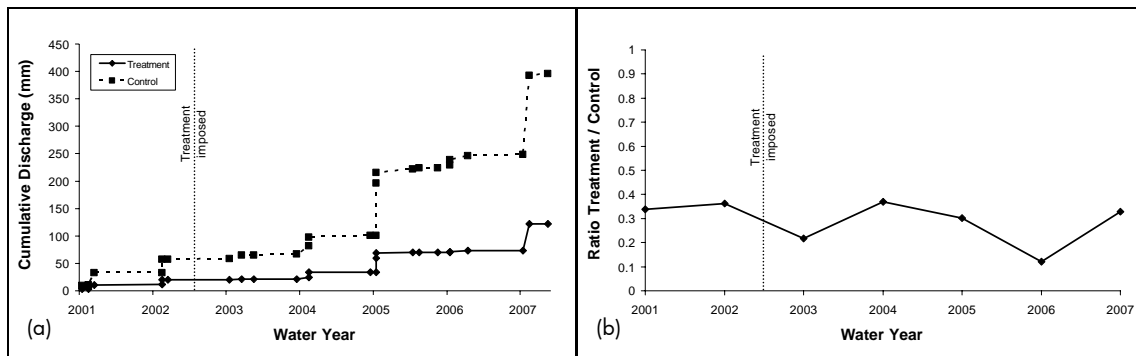 450
400
350
300
250
200
150
100
50
0
Cumulative Discharge (mm)
Treatment
Control
Treatment
imposed
2001 2002 2003 2004 2005 2006 2007
Water Year
(a)
1
0.9
0.8
0.7
0.6
0.5
0.4
0.3
0.2
0.1
0
Ratio Treatment / Control
Treatment
imposed
2001 2002 2003 2004 2005 2006 2007
Water Year
(b)